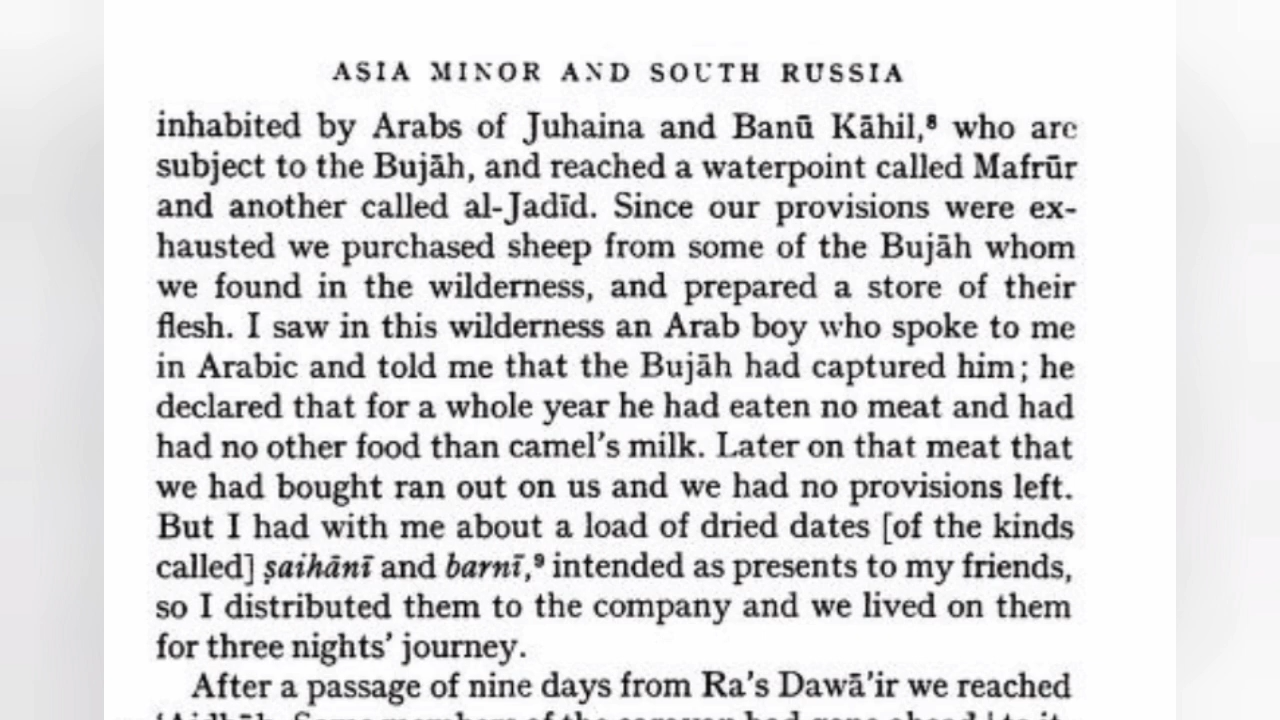 ASIA MINOR AND SOUTH RUSSIA
inhabited by Arabs of Juhaina and Banū Kāhil,⁸ who are
subject to the Bujāh, and reached a waterpoint called Mafrūr
and another called al-Jadīd. Since our provisions were ex-
hausted we purchased sheep from some of the Bujāh whom
we found in the wilderness, and prepared a store of their
flesh. I saw in this wilderness an Arab boy who spoke to me
in Arabic and told me that the Bujāh had captured him; he
declared that for a whole year he had eaten no meat and had
had no other food than camel's milk. Later on that meat that
we had bought ran out on us and we had no provisions left.
But I had with me about a load of dried dates [of the kinds
called] ṣaihānī and barnī,⁹ intended as presents to my friends,
so I distributed them to the company and we lived on them
for three nights' journey.
After a passage of nine days from Ra's Dawā'ir we reached